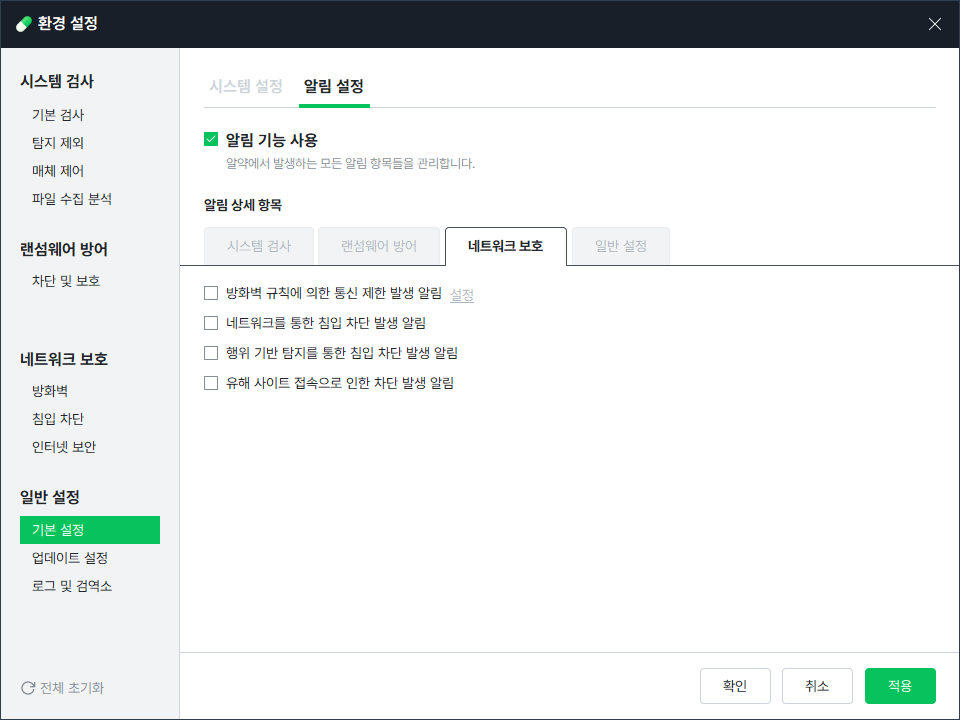 환경 설정
시스템 검사
기본 검사
탐지 제외
매체 제어
파일 수집 분석
랜섬웨어 방어
차단 및 보호
네트워크 보호
방화벽
침입 차단
인터넷 보안
일반 설정
기본 설정
업데이트 설정
로그 및 검역소
전체 초기화
시스템 설정 알림 설정
알림 기능 사용
알약에서 발생하는 모든 알림 항목들을 관리합니다.
알림 상세 항목
시스템 검사 랜섬웨어 방어 네트워크 보호 일반 설정
방화벽 규칙에 의한 통신 제한 발생 알림 설정
네트워크를 통한 침입 차단 발생 알림
행위 기반 탐지를 통한 침입 차단 발생 알림
유해 사이트 접속으로 인한 차단 발생 알림
확인 취소 적용